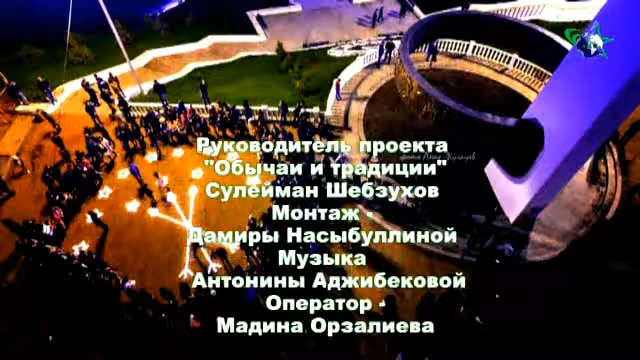 Руководитель проекта
"Обычаи и традиции"
Сулейман Шебзухов
Монтаж -
Дамиры Насыбуллиной
Музыка
Антонины Аджибековой
Оператор -
Мадина Орзалиева